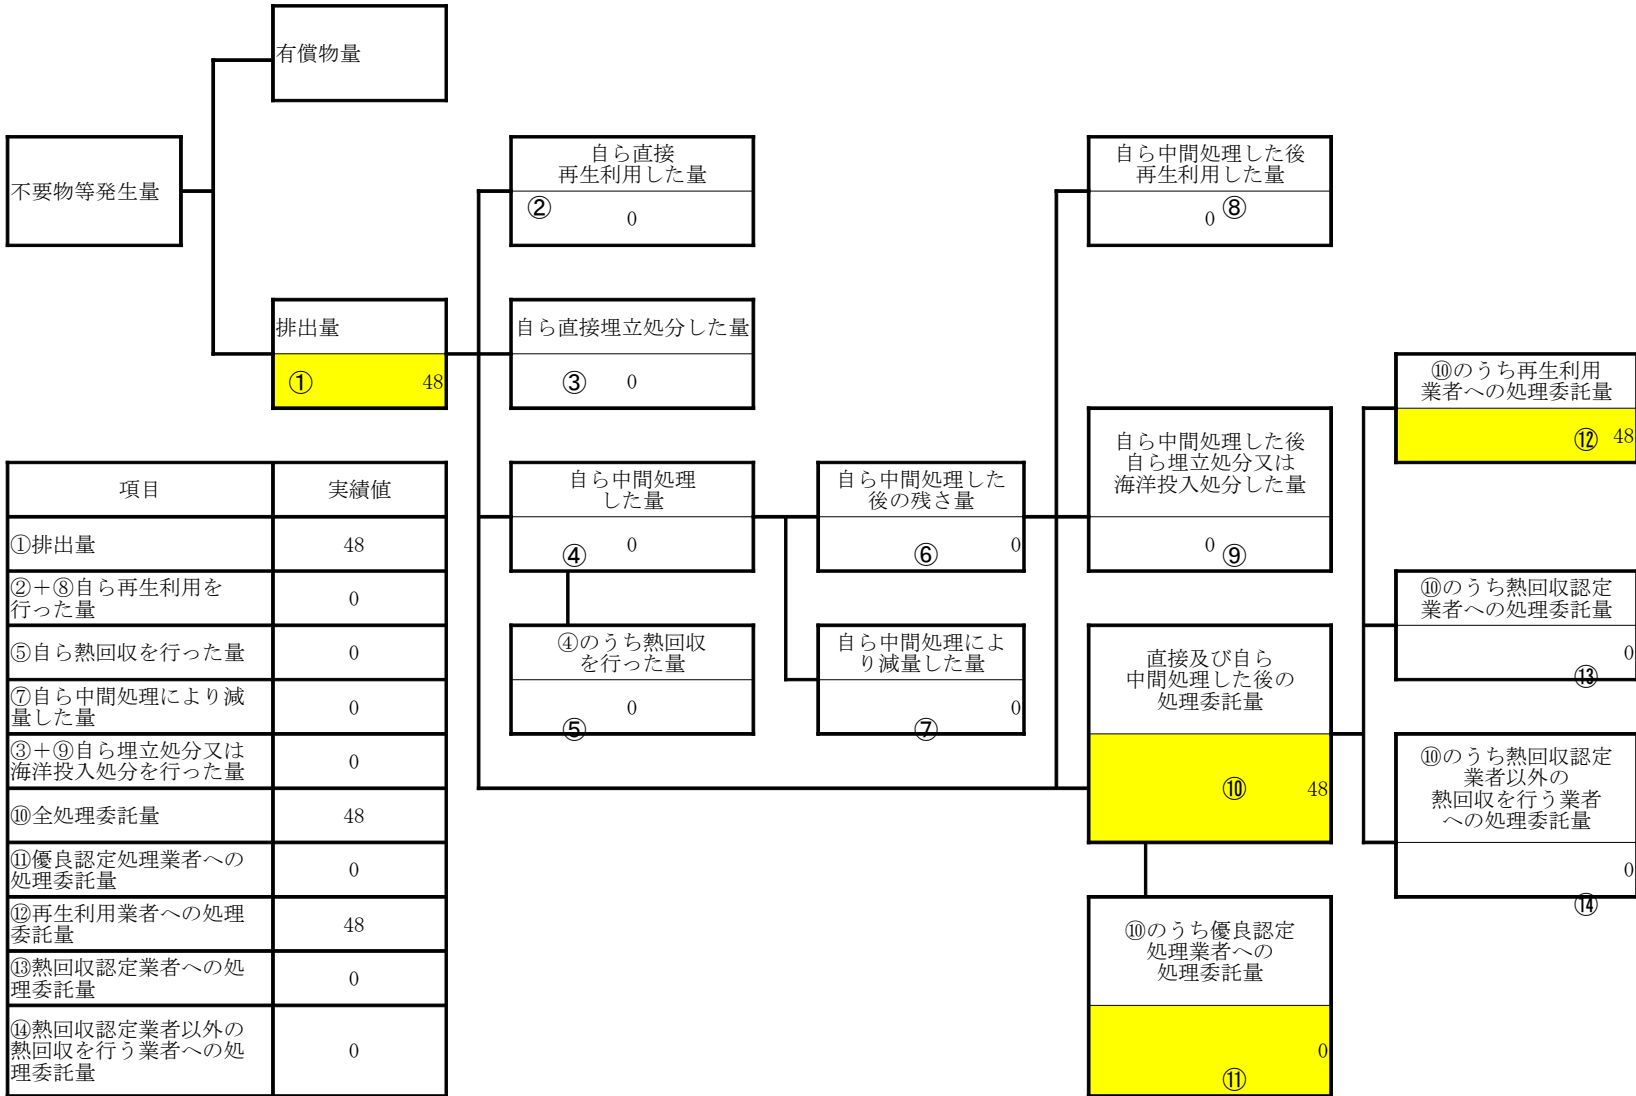 有償物量
不要物等発生量
自ら直接
再生利用した量
②
0
自ら中間処理した後
再生利用した量
0 ⑧
排出量
① 48
自ら直接埋立処分した量
③ 0
⑩のうち再生利用
業者への処理委託量
⑫ 48
自ら中間処理
した量
④ 0
自ら中間処理した
後の残さ量
⑥ 0
自ら中間処理した後
自ら埋立処分又は
海洋投入処分した量
0 ⑨
⑩のうち熱回収認定
業者への処理委託量
0
⑬
④のうち熱回収
を行った量
0
⑤
自ら中間処理によ
り減量した量
0
⑦
直接及び自ら
中間処理した後の
処理委託量
⑩ 48
⑩のうち熱回収認定
業者以外の
熱回収を行う業者
への処理委託量
0
⑭
⑩のうち優良認定
処理業者への
処理委託量
0
⑪
項目 実績値
①排出量 48
②+⑧自ら再生利用を
行った量 0
⑤自ら熱回収を行った量 0
⑦自ら中間処理により減
量した量 0
③+⑨自ら埋立処分又は
海洋投入処分を行った量 0
⑩全処理委託量 48
⑪優良認定処理業者への
処理委託量 0
⑫再生利用業者への処理
委託量 48
⑬熱回収認定業者への処
理委託量 0
⑭熱回収認定業者以外の
熱回収を行う業者への処
理委託量 0